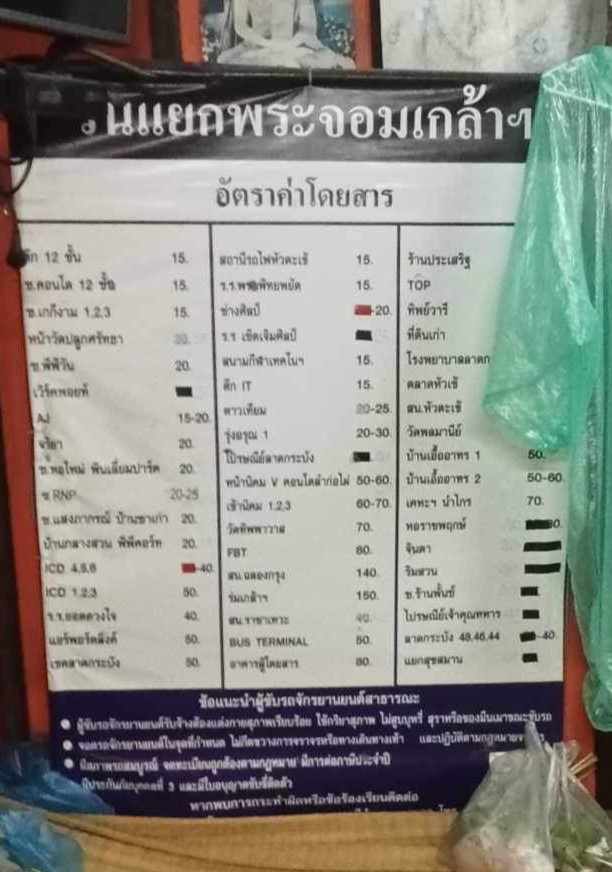 นแยกพระจอมเกล้าฯ
อัตราค่าโดยสาร
ตึก 12 ชั้น 15.
ซ.คอนโด 12 ชั้น 15.
ซ.เกกีงาม 1,2,3 15.
หน้าวัดปลูกศรัทธา
ซ.พีพีวัน 20.
เวิร์คพอยท์
AJ 15-20.
จริยา 20.
ซ.หอใหม่ พันเลี่ยมปาร์ค 20.
ซ.RNP 20-25
ซ.แสงภากรณ์ บ้านชาเก่า 20.
บ้านกลางสวน พีพีคอร์ท 20.
ICD 4,5,6 -40.
ICD 1,2,3 50.
ร.ร.ยอดดวงใจ 40.
แอร์พอร์ตลิงค์ 50.
เขตลาดกระบัง 50.
สถานีรถไฟหัวตะเข้ 15.
ร.ร.พรตพิทยพยัต 15.
ช่างศิลป์ -20.
ร.ร เชิดเจิมศิลป์
สนามกีฬาเทคโนฯ 15.
ตึก IT 15.
ดาวเทียม 20-25.
รุ่งอรุณ 1 20-30.
ไปรษณีย์ลาดกระบัง
หน้านิคม V คอนโดลำก่อไผ่ 50-60.
เข้านิคม 1,2,3 60-70.
วัดทิพพาวาส 70.
FBT 80.
สน.ฉลองกรุง 140.
ร่มเกล้าฯ 150.
สน.ราชาเทวะ 40.
BUS TERMINAL 50.
อาคารผู้โดยสาร 80.
ร้านประเสริฐ
TOP
ทิพย์วารี
ที่ดินเก่า
โรงพยาบาลลาดก
ตลาดหัวเข้
สน.หัวตะเข้
วัดพลมานีย์
บ้านเอื้ออาทร 1 50.
บ้านเอื้ออาทร 2 50-60.
เคหะฯ นำไกร 70.
หอราชพฤกษ์ 30.
จินดา
ริมสวน
ซ.ร้านพั้นช์
ไปรษณีย์เจ้าคุณทหาร
ลาดกระบัง 48,46,44 -40.
แยกสุขสมาน
ข้อแนะนำผู้ขับรถจักรยานยนต์สาธารณะ
ผู้ขับรถจักรยานยนต์รับจ้างต้องแต่งกายสุภาพเรียบร้อย ใช้กริยาสุภาพ ไม่สูบบุหรี่ สุราหรือของมึนเมาขณะขับรถ
จอดรถจักรยานยนต์ในจุดที่กำหนด ไม่กีดขวางการจราจรหรือทางเดินทางเท้า และปฏิบัติตามกฎหมายจ
มีสภาพรถสมบูรณ์ จดทะเบียนถูกต้องตามกฎหมาย มีการต่อภาษีประจำปี
มีประกันภัยบุคคลที่ 3 และมีใบอนุญาตขับขี่ติดตัว
หากพบการกระทำผิดหรือข้อร้องเรียนติดต่อ